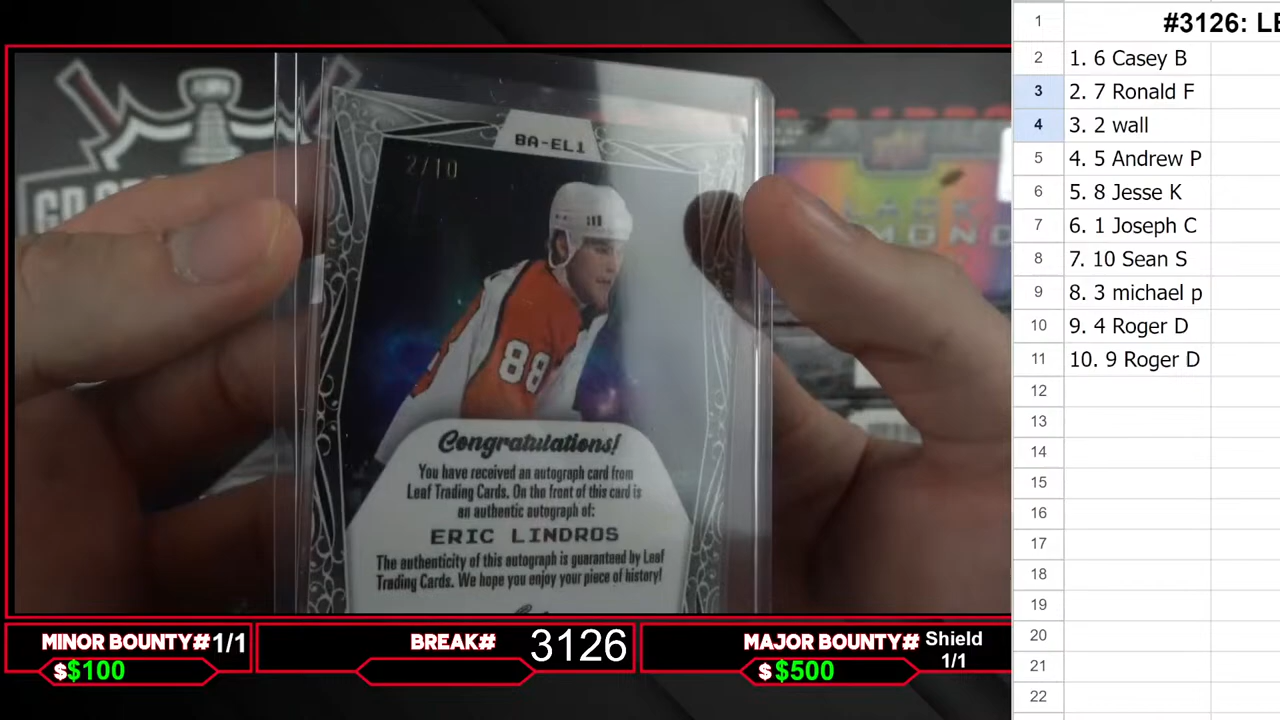 #3126: LE
1
2 1. 6 Casey B
3 2. 7 Ronald F
4 3. 2 wall
5 4. 5 Andrew P
6 5. 8 Jesse K
7 6. 1 Joseph C
8 7. 10 Sean S
9 8. 3 michael p
10 9. 4 Roger D
11 10. 9 Roger D
12
13
14
15
16
17
18
19
20
21
22
BA-EL1
2/10
88
Congratulations!
You have received an autograph card from
Leaf Trading Cards. On the front of this card is
an authentic autograph of:
ERIC LINDROS
The authenticity of this autograph is guaranteed by Leaf
Trading Cards. We hope you enjoy your piece of history!
MINOR BOUNTY# 1/1
$$100
BREAK# 3126
MAJOR BOUNTY# Shield
1/1
$$500